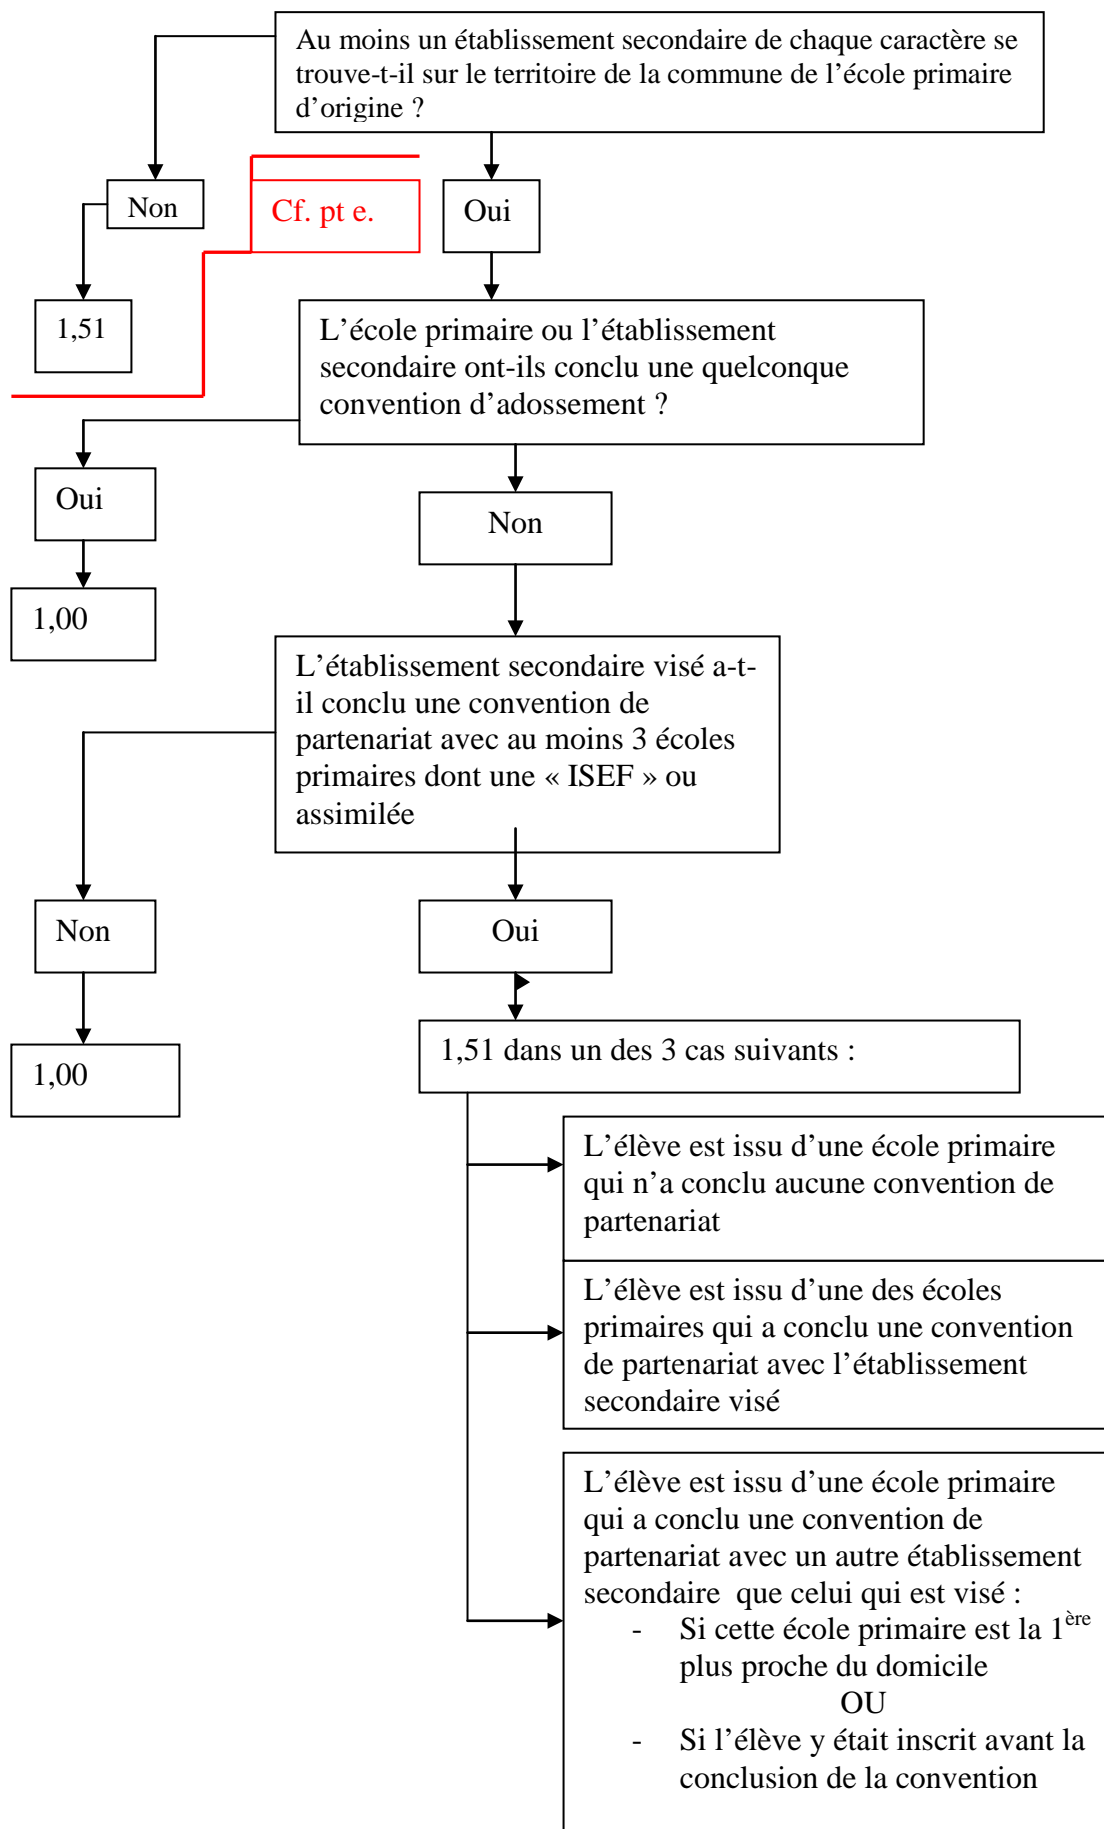 Au moins un établissement secondaire de chaque caractère se
trouve-t-il sur le territoire de la commune de l’école primaire
d’origine ?
Non
Cf. pt e.
Oui
1,51
L’école primaire ou l’établissement
secondaire ont-ils conclu une quelconque
convention d’adossement ?
Oui
Non
1,00
L’établissement secondaire visé a-t-
il conclu une convention de
partenariat avec au moins 3 écoles
primaires dont une « ISEF » ou
assimilée
Non
Oui
1,00
1,51 dans un des 3 cas suivants :
L’élève est issu d’une école primaire
qui n’a conclu aucune convention de
partenariat
L’élève est issu d’une des écoles
primaires qui a conclu une convention
de partenariat avec l’établissement
secondaire visé
L’élève est issu d’une école primaire
qui a conclu une convention de
partenariat avec un autre établissement
secondaire que celui qui est visé :
- Si cette école primaire est la 1ère
plus proche du domicile
OU
- Si l’élève y était inscrit avant la
conclusion de la convention